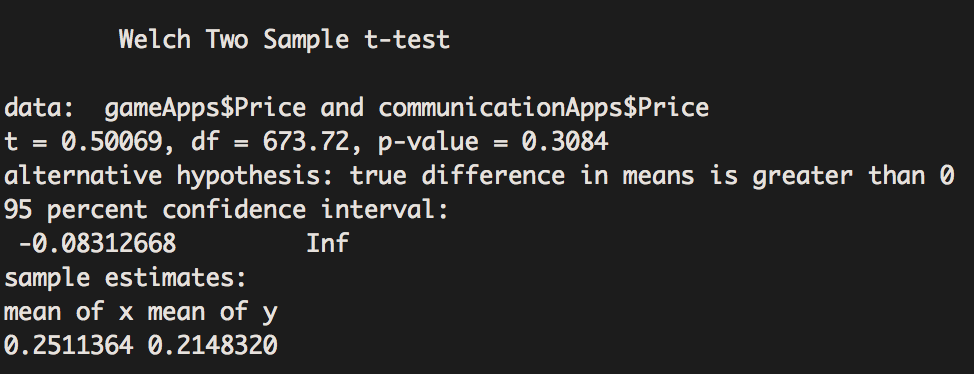 Welch Two Sample t-test
data:  gameApps$Price and communicationApps$Price
t = 0.50069, df = 673.72, p-value = 0.3084
alternative hypothesis: true difference in means is greater than 0
95 percent confidence interval:
 -0.08312668         Inf
sample estimates:
mean of x mean of y
0.2511364 0.2148320